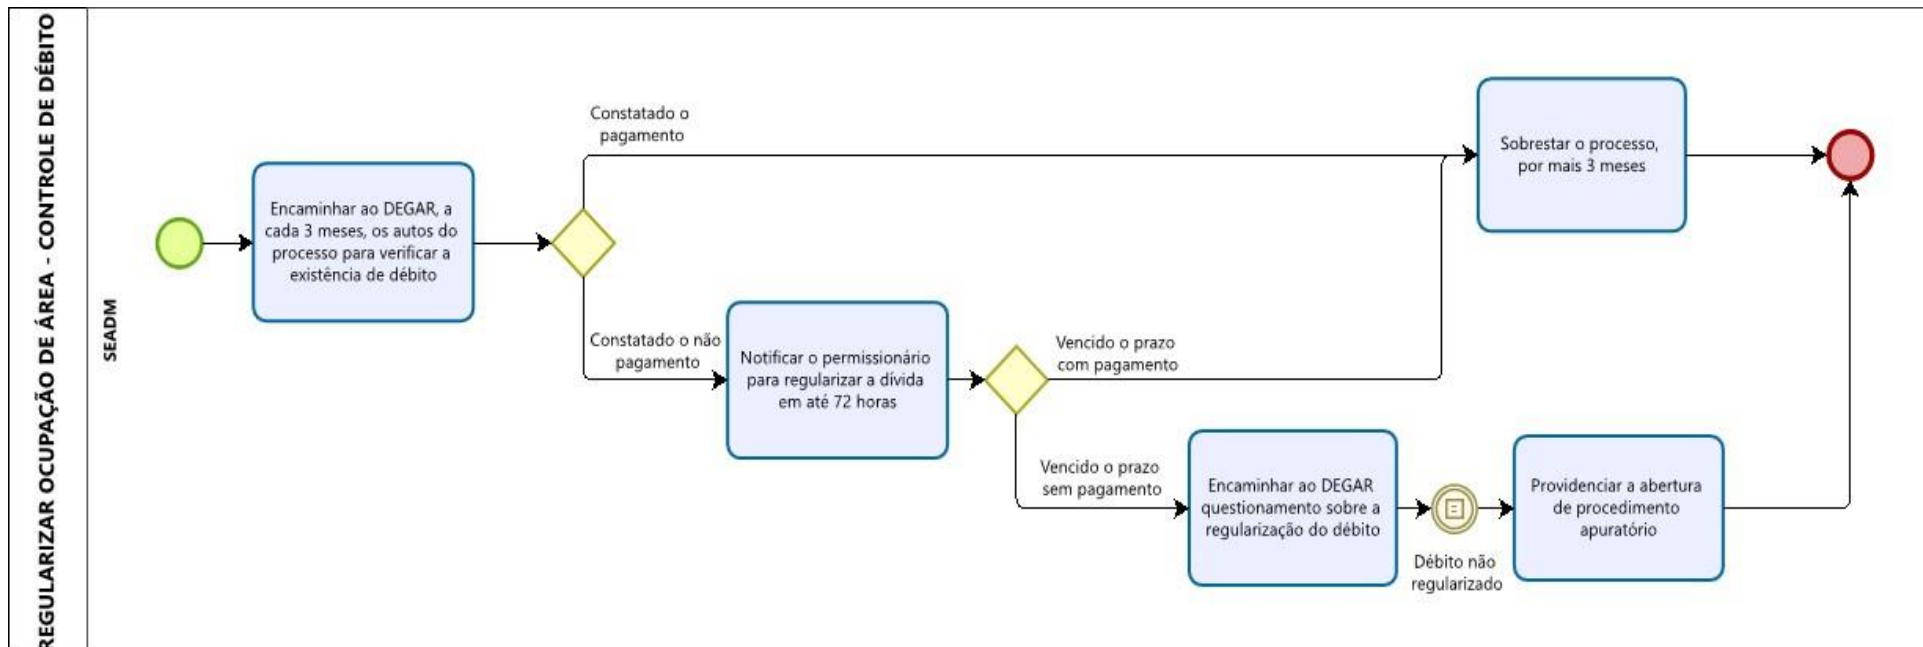 REGULARIZAR OCUPAÇÃO DE ÁREA - CONTROLE DE DÉBITO
SEADM
Encaminhar ao DEGAR, a
cada 3 meses, os autos do
processo para verificar a
existência de débito
Constatado o
pagamento
Constatado o não
pagamento
Notificar o permissionário
para regularizar a dívida
em até 72 horas
Vencido o prazo
com pagamento
Vencido o prazo
sem pagamento
Encaminhar ao DEGAR
questionamento sobre a
regularização do débito
Débito não
regularizado
Providenciar a abertura
de procedimento
apuratório
Sobrestar o processo,
por mais 3 meses